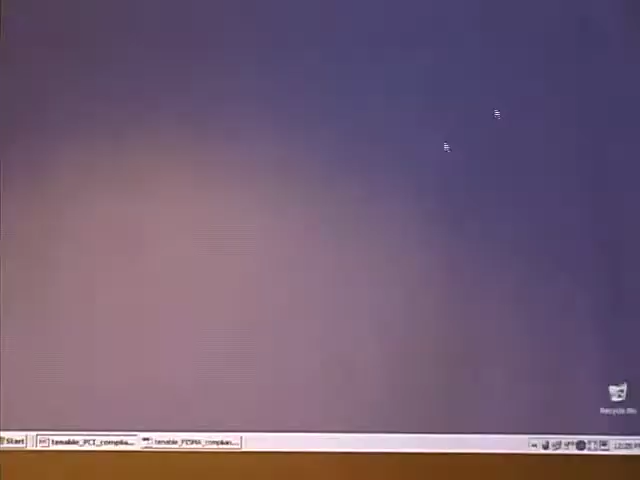 Recycle Bin
Start
tenable_PCI_complia...
tenable_FISMA_complian...